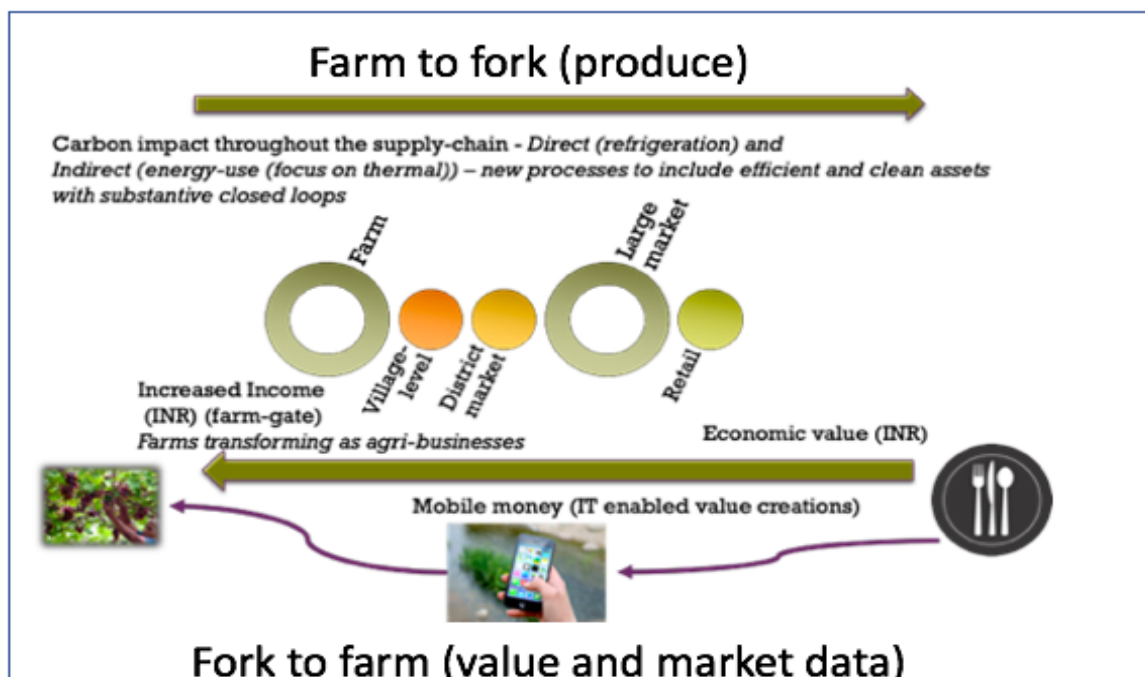 Farm to fork (produce)
Carbon impact throughout the supply-chain - Direct (refrigeration) and
Indirect (energy-use (focus on thermal)) – new processes to include efficient and clean assets
with substantive closed loops
Farm
Large
market
Village-
level
District
market
Retail
Increased Income
(INR) (farm-gate)
Farms transforming as agri-businesses
Economic value (INR)
Mobile money (IT enabled value creations)
Fork to farm (value and market data)